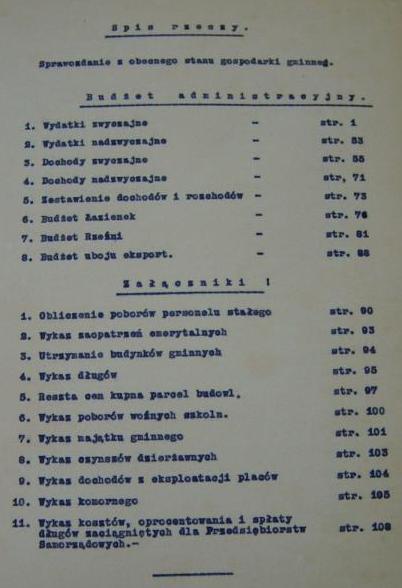 Spis rzeczy.
Sprawozdanie z obecnego stanu gospodarki gminnej.
Budżet administracyjny.
1. Wydatki zwyczajne - str. 1
2. Wydatki nadzwyczajne - str. 53
3. Dochody zwyczajne - str. 55
4. Dochody nadzwyczajne - str, 71
5. Zestawienie dochodów i rozchodów - str. 73
6. Budżet Łazienek - str. 76
7. Budżet Rzeźni - str. 81
8. Budżet uboju eksport. - str. 88
Załączniki !
1. Obliczenie poborów personelu stałego str. 90
2. Wykaz zaopatrzeń emerytalnych str. 93
3. Utrzymanie budynków gminnych str. 94
4. Wykaz długów str. 95
5. Reszta cen kupna parcel budowl. str. 97
6. Wykaz poborów woźnych szkoln. str. 100
7. Wykaz majątku gminnego str. 101
8. Wykaz czynszów dzierżawnych str. 103
9. Wykaz dochodów z eksploatacji placów str. 104
10. Wykaz komornego str. 105
11. Wykaz kosztów, oprocentowania i spłaty
długów zaciągniętych dla Przedsiębiorstw str. 108
Samorządowych.-